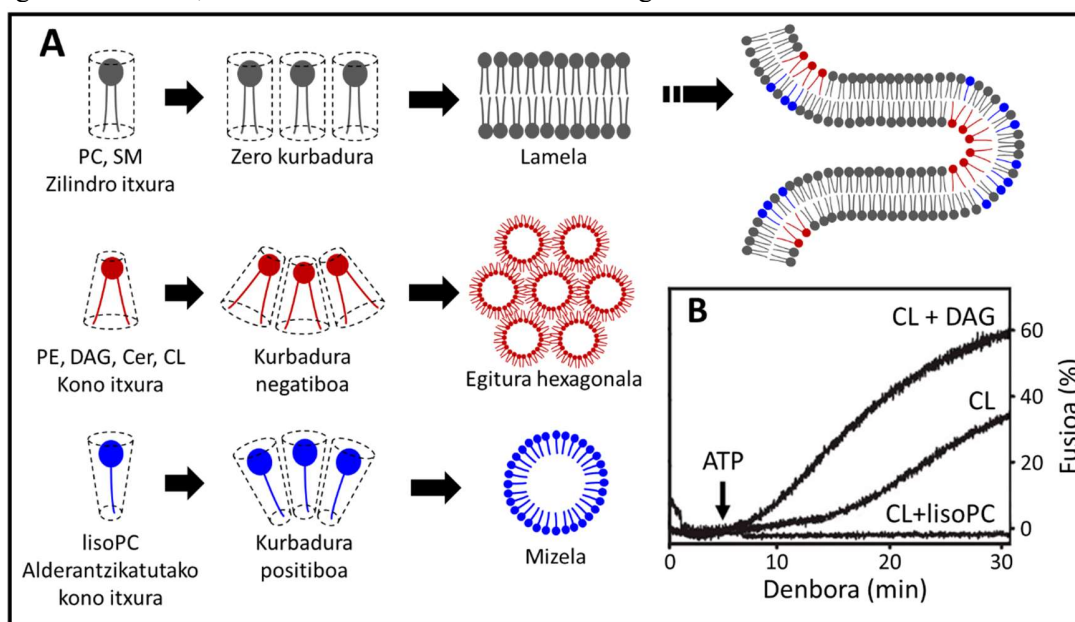 A
PC, SM
Zilindro itxura
Zero kurbadura
Lamela
PE, DAG, Cer, CL
Kono itxura
Kurbadura
negatiboa
Egitura hexagonala
lisoPC
Alderantzikatutako
kono itxura
Kurbadura
positiboa
Mizela
B
CL + DAG
CL
ATP
CL+lisoPC
60
40
20
0
Fusioa (%)
0
10
20
30
Denbora (min)